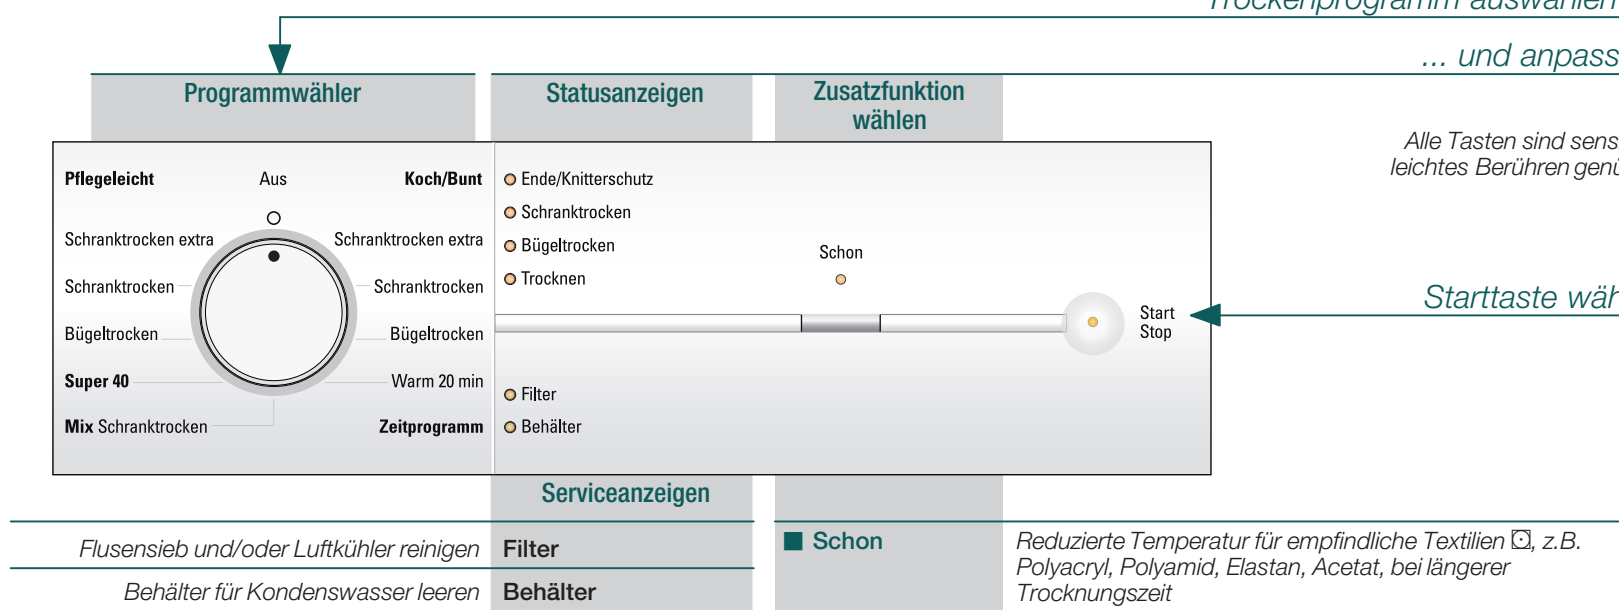 Trockenprogramm auswählen
... und anpass
Programmwähler
Statusanzeigen
Zusatzfunktion
wählen
Alle Tasten sind sens
leichtes Berühren genü
Pflegeleicht
Aus
Koch/Bunt
Schranktrocken extra
Schranktrocken extra
Schranktrocken
Schranktrocken
Bügeltrocken
Bügeltrocken
Super 40
Warm 20 min
Mix Schranktrocken
Zeitprogramm
Ende/Knitterschutz
Schranktrocken
Bügeltrocken
Trocknen
Schon
Filter
Behälter
Start
Stop
Starttaste wäh
Serviceanzeigen
Flusensieb und/oder Luftkühler reinigen Filter
Behälter für Kondenswasser leeren Behälter
Schon
Reduzierte Temperatur für empfindliche Textilien , z.B.
Polyacryl, Polyamid, Elastan, Acetat, bei längerer
Trocknungszeit